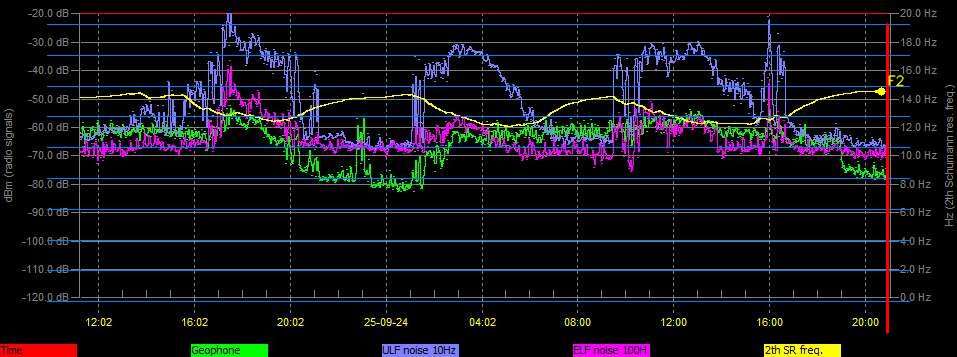 -20.0 dB
-30.0 dB
-40.0 dB
-50.0 dB
-60.0 dB
-70.0 dB
-80.0 dB
-90.0 dB
-100.0 dB
-110.0 dB
-120.0 dB
dBm (radio signals)
20.0 Hz
18.0 Hz
16.0 Hz
14.0 Hz
12.0 Hz
10.0 Hz
8.0 Hz
6.0 Hz
4.0 Hz
2.0 Hz
0.0 Hz
Hz (2th Schumann res. freq.)
F2
12:02 16:02 20:02 25-09-24 04:02 08:00 12:00 16:00 20:00
Time Geophone ULF noise 10Hz ELF noise 100H 2th SR freq.